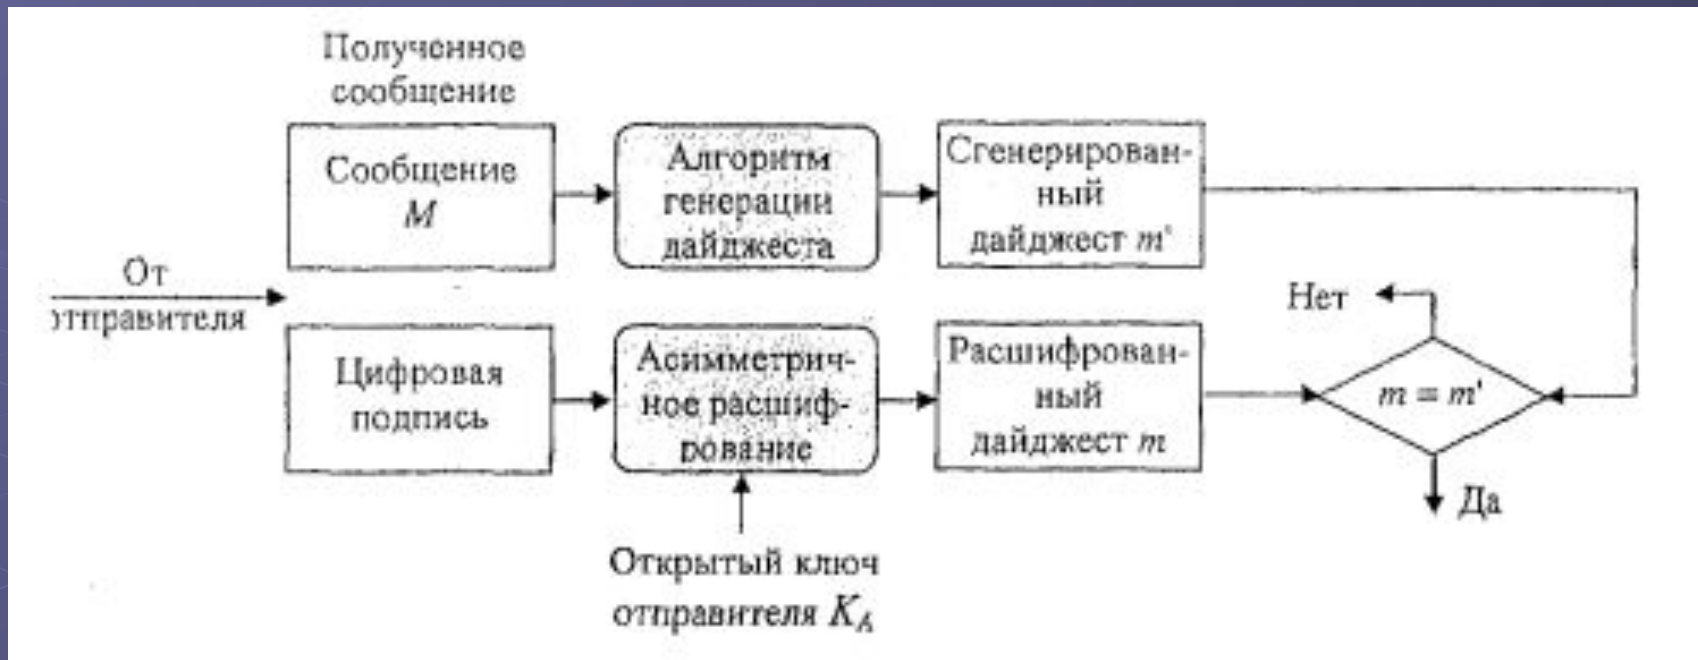 Полученное
сообщение
Сообщение
M
Алгоритм
генерации
дайджеста
Сгенерирован-
ный
дайджест m'
От
отправителя
Цифровая
подпись
Асимметрич-
ное расшиф-
рование
Расшифрован-
ный
дайджест m
Нет
m = m'
Да
Открытый ключ
отправителя K_A